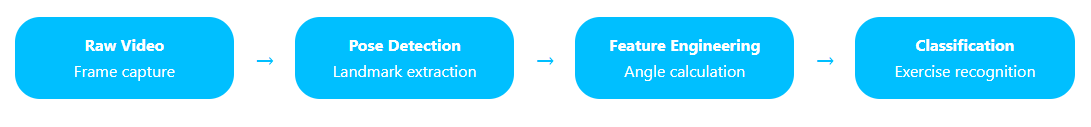 Raw Video
Frame capture
→
Pose Detection
Landmark extraction
→
Feature Engineering
Angle calculation
→
Classification
Exercise recognition